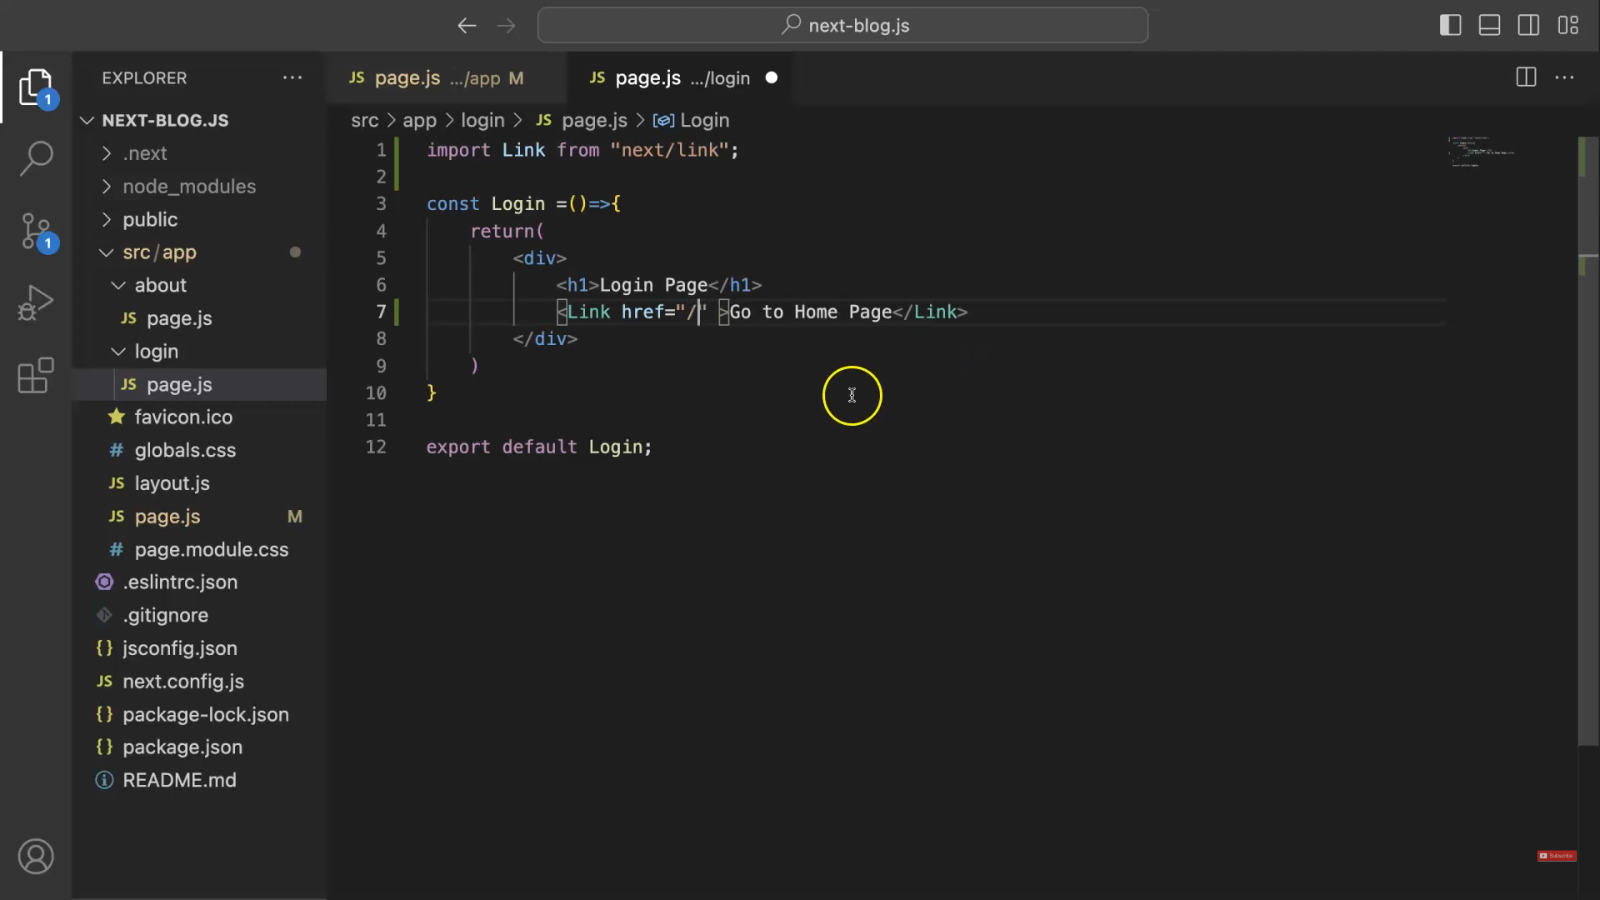 next-blog.js
EXPLORER
JS page.js .../app M
JS page.js .../login
1
NEXT-BLOG.JS
src > app > login > JS page.js > Login
.next
node_modules
public
1
src/app
about
JS page.js
login
JS page.js
favicon.ico
# globals.css
JS layout.js
JS page.js M
# page.module.css
.eslintrc.json
.gitignore
{} jsconfig.json
JS next.config.js
{} package-lock.json
{} package.json
README.md
1 import Link from "next/link";
2
3 const Login =()=>{
4 return(
5 <div>
6 <h1>Login Page</h1>
7 <Link href="/" >Go to Home Page</Link>
8 </div>
9 )
10 }
11
12 export default Login;
Subscribe